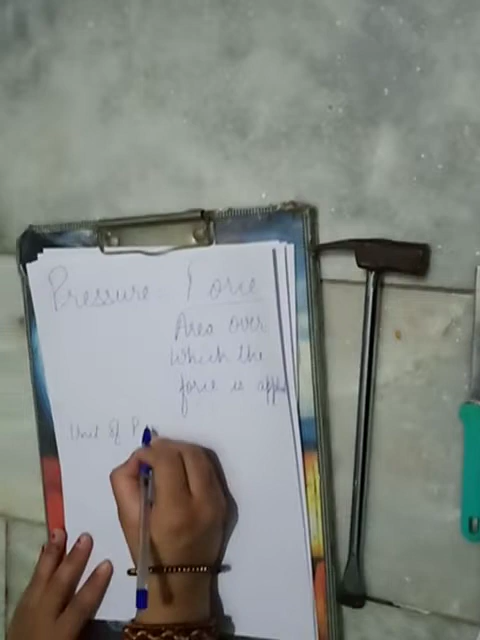 Pressure Force
Area over
which the
force is
Unit of P